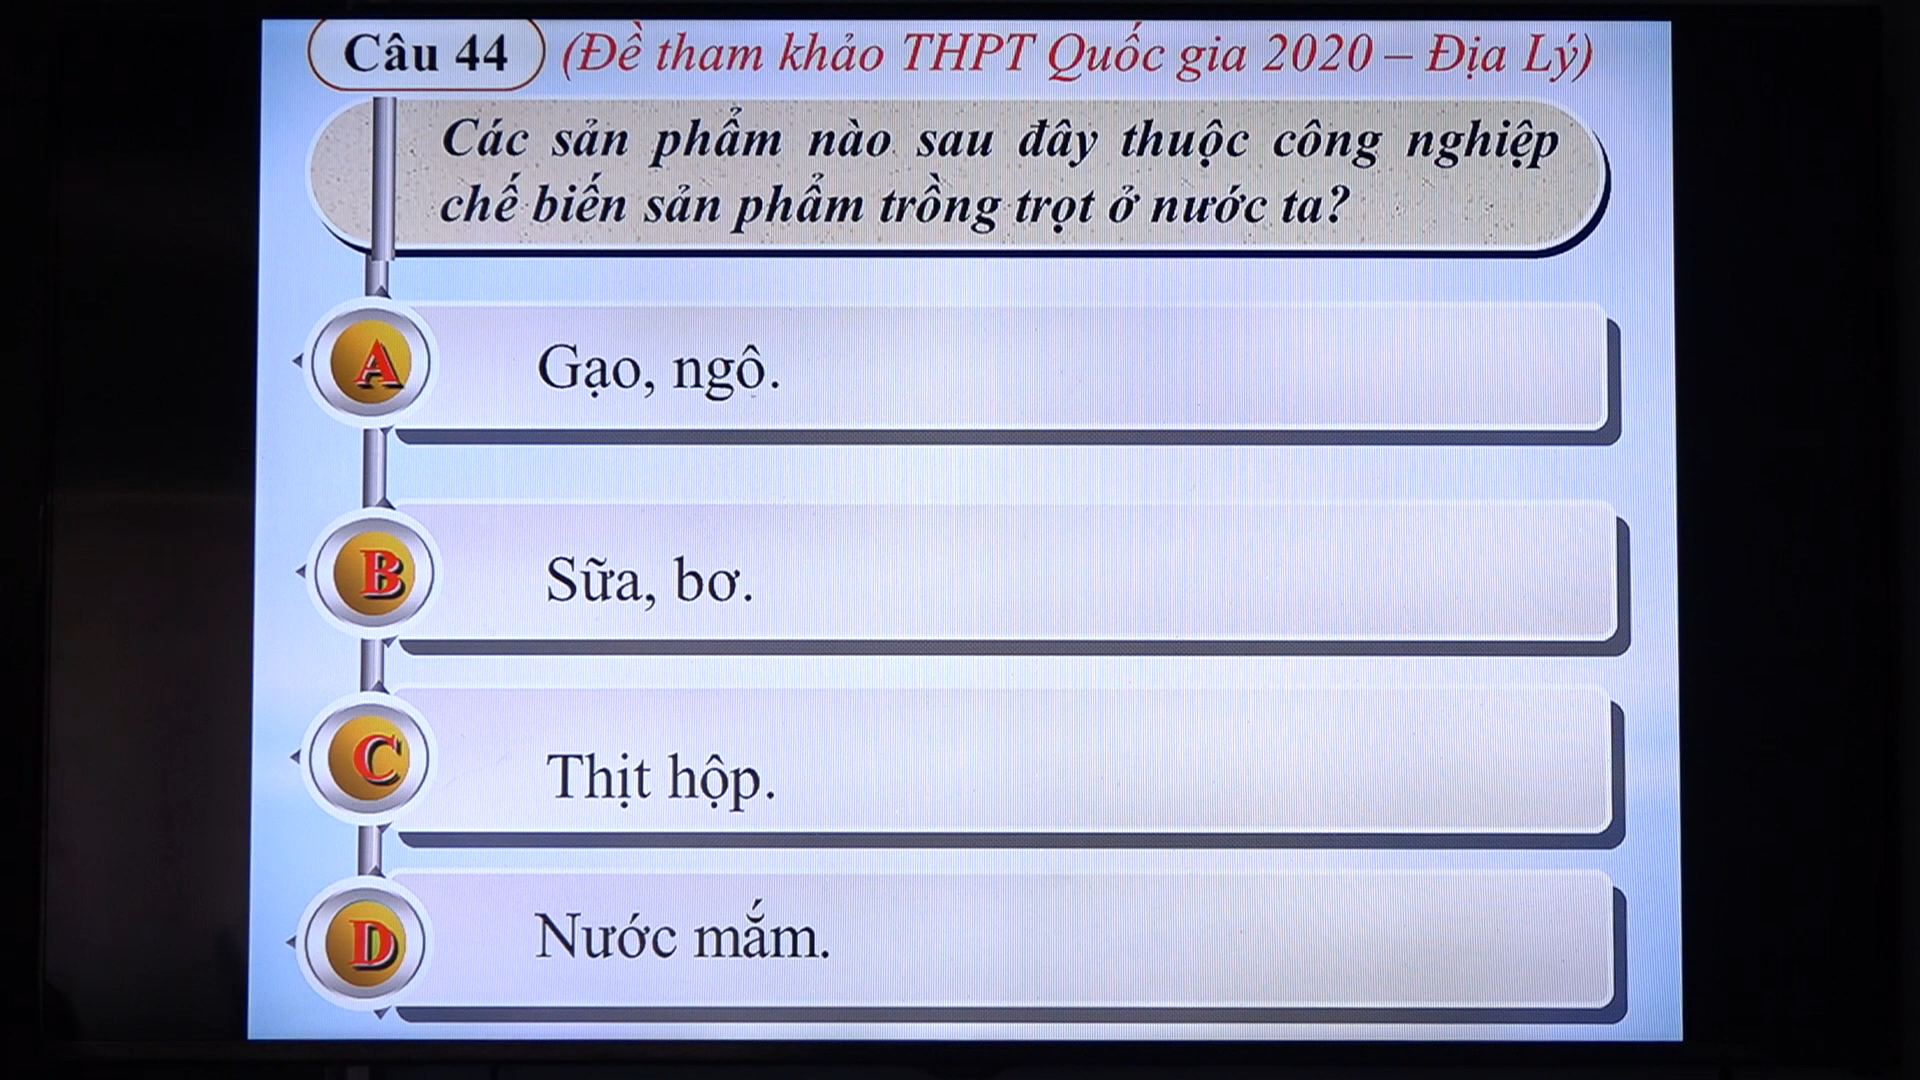 Câu 44 (Đề tham khảo THPT Quốc gia 2020 – Địa Lý)
Các sản phẩm nào sau đây thuộc công nghiệp
chế biến sản phẩm trồng trọt ở nước ta?
A Gạo, ngô.
B Sữa, bơ.
C Thịt hộp.
D Nước mắm.